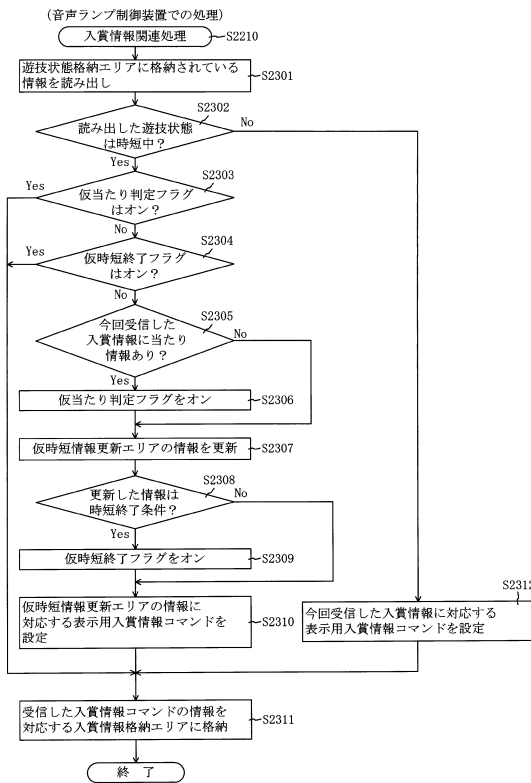 (音声ランプ制御装置での処理)
入賞情報関連処理
S2210
遊技状態格納エリアに格納されている
情報を読み出し
S2301
S2302
読み出した遊技状態
は時短中？
No
Yes
S2303
Yes
仮当たり判定フラグ
はオン？
No
S2304
Yes
仮時短終了フラグ
はオン？
No
S2305
今回受信した
入賞情報に当たり
情報あり？
No
Yes
仮当たり判定フラグをオン
S2306
仮時短情報更新エリアの情報を更新
S2307
S2308
更新した情報は
時短終了条件？
No
Yes
仮時短終了フラグをオン
S2309
S2312
仮時短情報更新エリアの情報に
対応する表示用入賞情報コマンドを
設定
S2310
今回受信した入賞情報に対応する
表示用入賞情報コマンドを設定
受信した入賞情報コマンドの情報を
対応する入賞情報格納エリアに格納
S2311
終 了